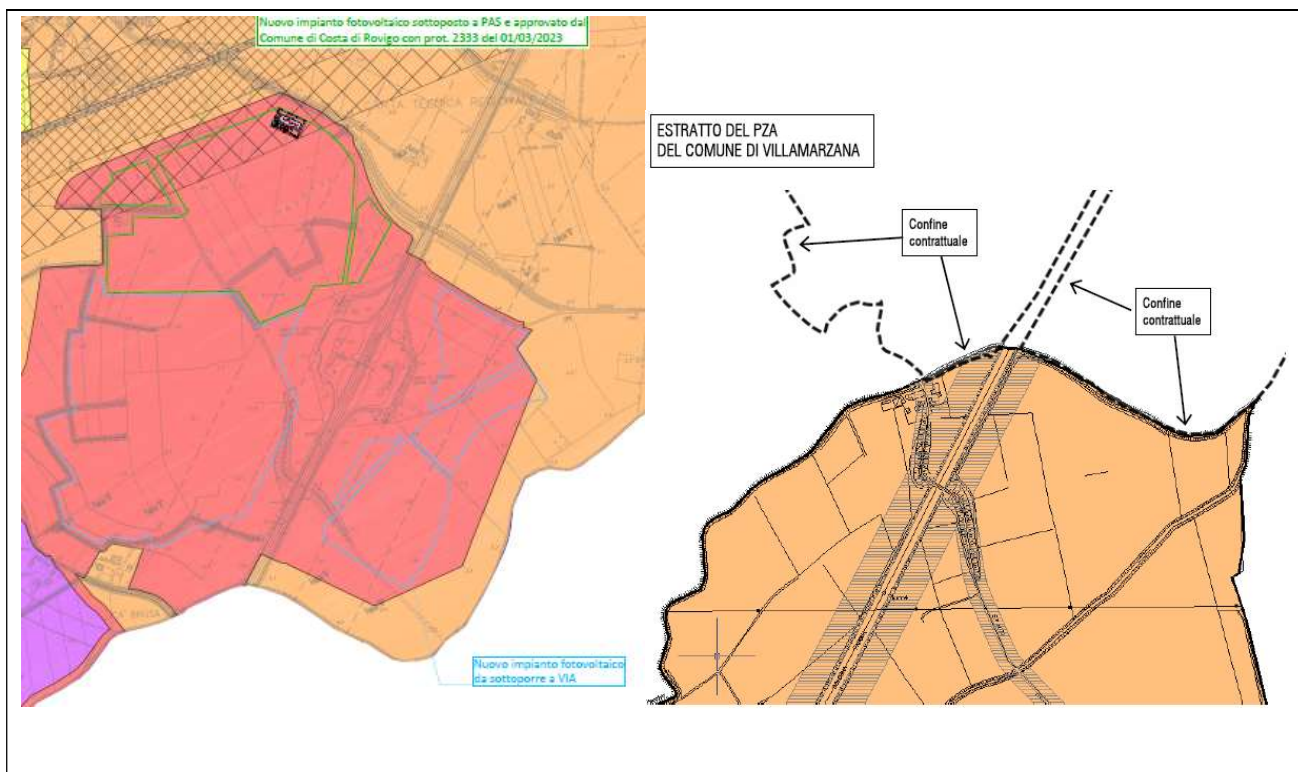 Nuovo impianto fotovoltaico sottoposto a PAS e approvato dal
Comune di Costa di Rovigo con prot. 2333 del 01/03/2023
ESTRATTO DEL PZA
DEL COMUNE DI VILLAMARZANA
Confine
contrattuale
Confine
contrattuale
Nuovo impianto fotovoltaico
da sottoporre a VIA